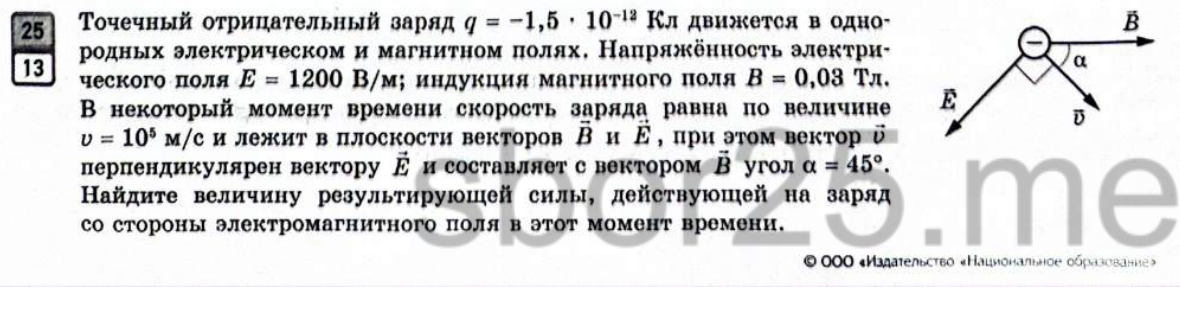 25
13
Точечный отрицательный заряд q = −1,5 · 10⁻¹² Кл движется в одно-
родных электрическом и магнитном полях. Напряжённость электри-
ческого поля E = 1200 В/м; индукция магнитного поля B = 0,03 Тл.
В некоторый момент времени скорость заряда равна по величине
υ = 10⁵ м/с и лежит в плоскости векторов B⃗ и E⃗ , при этом вектор υ⃗
перпендикулярен вектору E⃗ и составляет с вектором B⃗ угол α = 45°.
Найдите величину результирующей силы, действующей на заряд
со стороны электромагнитного поля в этот момент времени.
B⃗
−
α
E⃗
υ⃗
sbor25.me
© ООО «Издательство «Национальное образование»